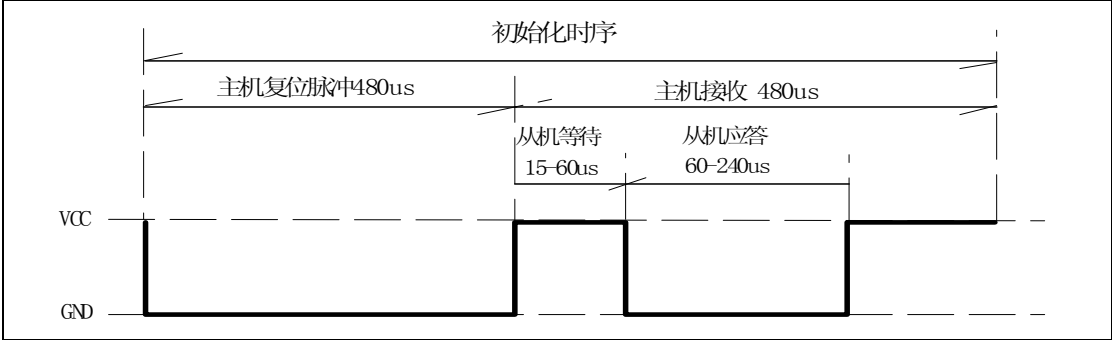 初始化时序
主机复位脉冲480us
主机接收 480us
从机等待
15-60us
从机应答
60-240us
VCC
GND